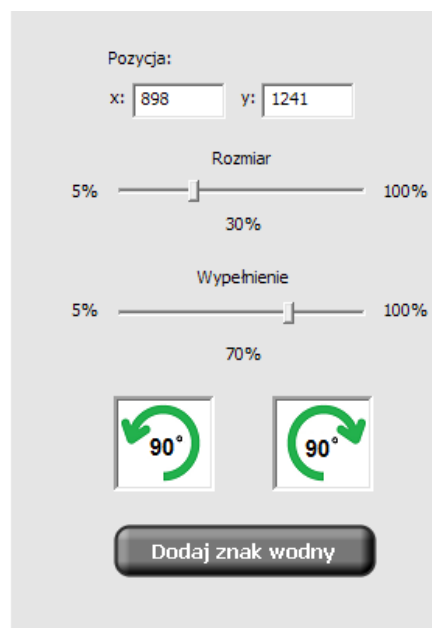 Pozycja:
x: 898 y: 1241
Rozmiar
5% 100%
30%
Wypełnienie
5% 100%
70%
90° 90°
Dodaj znak wodny